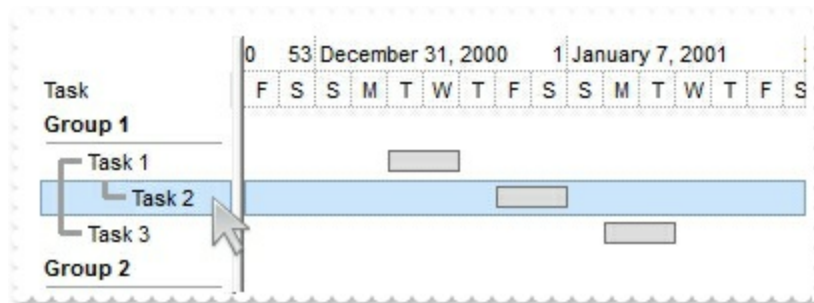 0 53 December 31, 2000 1 January 7, 2001
Task F S S M T W T F S S M T W T F S
Group 1
Task 1
Task 2
Task 3
Group 2